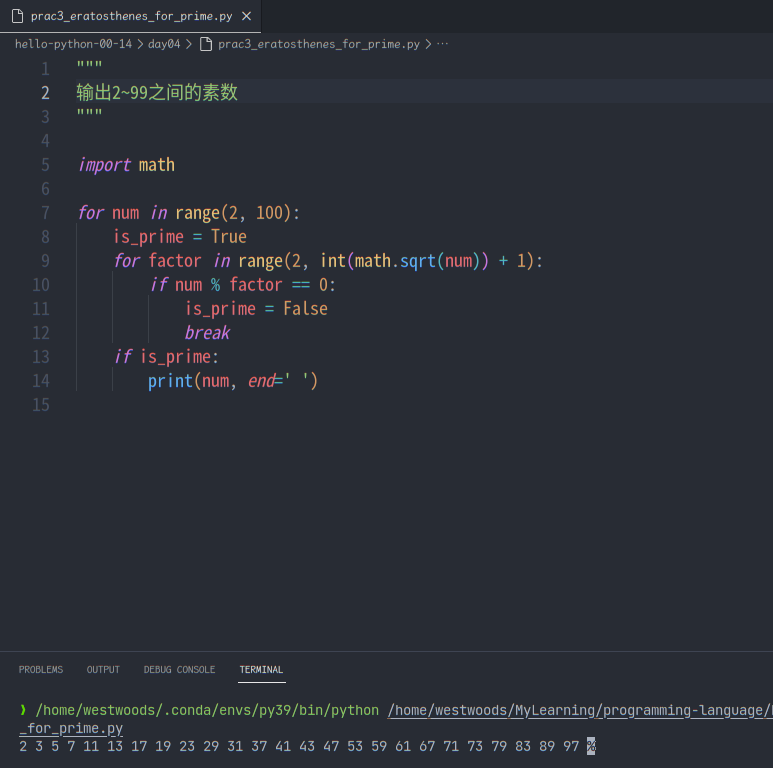 prac3_eratosthenes_for_prime.py ×
hello-python-00-14 > day04 > prac3_eratosthenes_for_prime.py > ...
1 """
2 输出2~99之间的素数
3 """
4
5 import math
6
7 for num in range(2, 100):
8     is_prime = True
9     for factor in range(2, int(math.sqrt(num)) + 1):
10         if num % factor == 0:
11             is_prime = False
12             break
13     if is_prime:
14         print(num, end=' ')
15
PROBLEMS OUTPUT DEBUG CONSOLE TERMINAL
❯ /home/westwoods/.conda/envs/py39/bin/python /home/westwoods/MyLearning/programming-language/
_for_prime.py
2 3 5 7 11 13 17 19 23 29 31 37 41 43 47 53 59 61 67 71 73 79 83 89 97 %